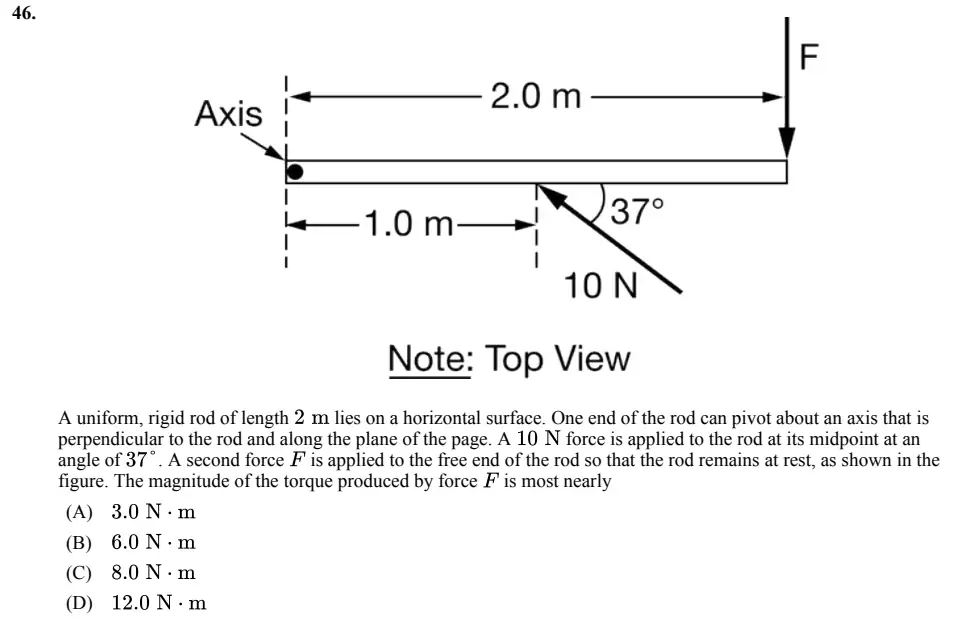 46.
F
2.0 m
Axis
37°
1.0 m
10 N
Note: Top View
A uniform, rigid rod of length 2 m lies on a horizontal surface. One end of the rod can pivot about an axis that is
perpendicular to the rod and along the plane of the page. A 10 N force is applied to the rod at its midpoint at an
angle of 37°. A second force F is applied to the free end of the rod so that the rod remains at rest, as shown in the
figure. The magnitude of the torque produced by force F is most nearly
(A) 3.0 N · m
(B) 6.0 N · m
(C) 8.0 N · m
(D) 12.0 N · m